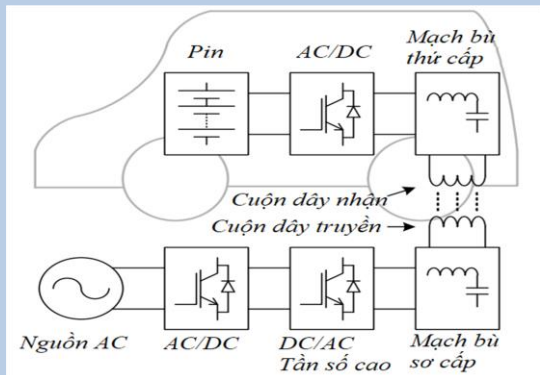 Pin
AC/DC
Mạch bù
thứ cấp
Cuộn dây nhận
Cuộn dây truyền
Nguồn AC
AC/DC
DC/AC
Tần số cao
Mạch bù
sơ cấp